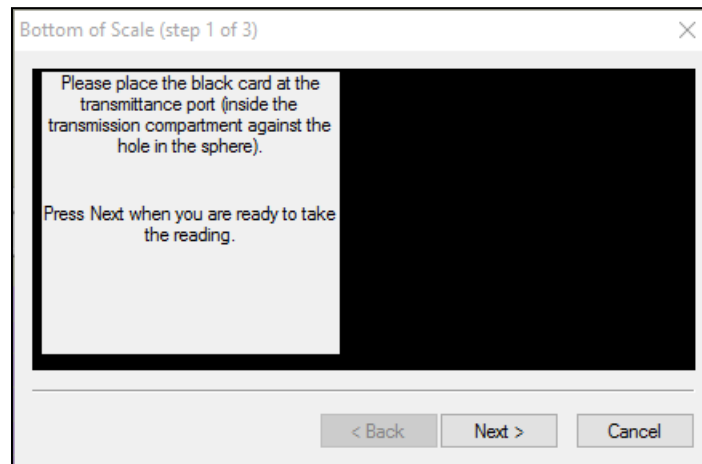 Bottom of Scale (step 1 of 3)
Please place the black card at the
transmittance port (inside the
transmission compartment against the
hole in the sphere).
Press Next when you are ready to take
the reading.
< Back
Next >
Cancel